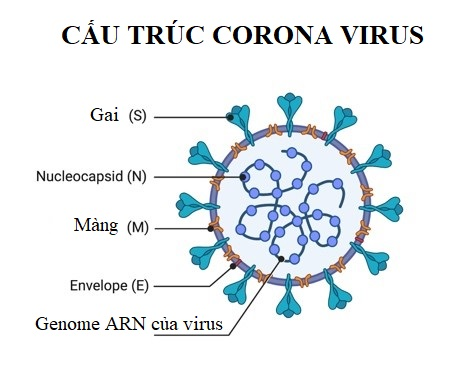 CẤU TRÚC CORONA VIRUS
Gai (S)
Nucleocapsid (N)
Màng (M)
Envelope (E)
Genome ARN của virus